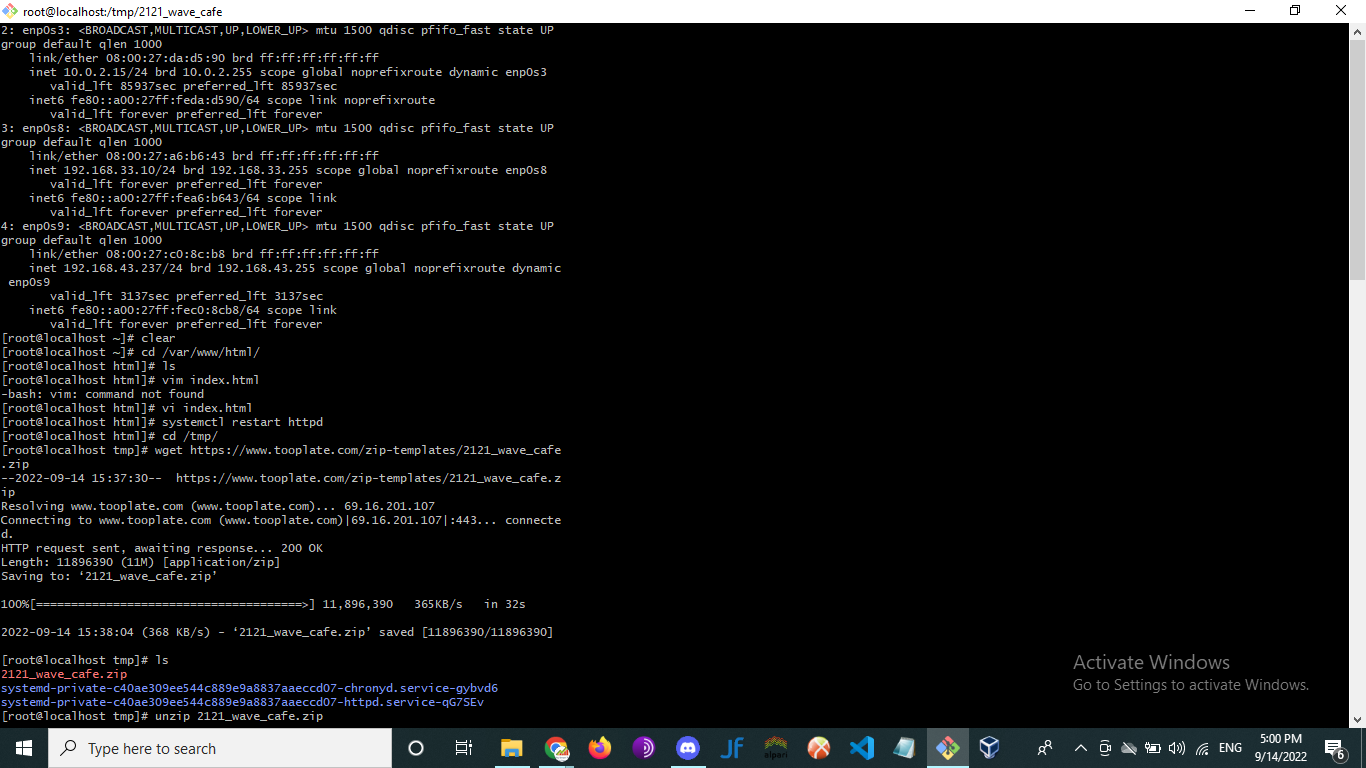 root@localhost:/tmp/2121_wave_cafe
2: enp0s3: <BROADCAST,MULTICAST,UP,LOWER_UP> mtu 1500 qdisc pfifo_fast state UP
group default qlen 1000
    link/ether 08:00:27:da:d5:90 brd ff:ff:ff:ff:ff:ff
    inet 10.0.2.15/24 brd 10.0.2.255 scope global noprefixroute dynamic enp0s3
       valid_lft 85937sec preferred_lft 85937sec
    inet6 fe80::a00:27ff:feda:d590/64 scope link noprefixroute
       valid_lft forever preferred_lft forever
3: enp0s8: <BROADCAST,MULTICAST,UP,LOWER_UP> mtu 1500 qdisc pfifo_fast state UP
group default qlen 1000
    link/ether 08:00:27:a6:b6:43 brd ff:ff:ff:ff:ff:ff
    inet 192.168.33.10/24 brd 192.168.33.255 scope global noprefixroute enp0s8
       valid_lft forever preferred_lft forever
    inet6 fe80::a00:27ff:fea6:b643/64 scope link
       valid_lft forever preferred_lft forever
4: enp0s9: <BROADCAST,MULTICAST,UP,LOWER_UP> mtu 1500 qdisc pfifo_fast state UP
group default qlen 1000
    link/ether 08:00:27:c0:8c:b8 brd ff:ff:ff:ff:ff:ff
    inet 192.168.43.237/24 brd 192.168.43.255 scope global noprefixroute dynamic
 enp0s9
       valid_lft 3137sec preferred_lft 3137sec
    inet6 fe80::a00:27ff:fec0:8cb8/64 scope link
       valid_lft forever preferred_lft forever
[root@localhost ~]# clear
[root@localhost ~]# cd /var/www/html/
[root@localhost html]# ls
[root@localhost html]# vim index.html
-bash: vim: command not found
[root@localhost html]# vi index.html
[root@localhost html]# systemctl restart httpd
[root@localhost html]# cd /tmp/
[root@localhost tmp]# wget https://www.tooplate.com/zip-templates/2121_wave_cafe
.zip
--2022-09-14 15:37:30--  https://www.tooplate.com/zip-templates/2121_wave_cafe.z
ip
Resolving www.tooplate.com (www.tooplate.com)... 69.16.201.107
Connecting to www.tooplate.com (www.tooplate.com)|69.16.201.107|:443... connecte
d.
HTTP request sent, awaiting response... 200 OK
Length: 11896390 (11M) [application/zip]
Saving to: ‘2121_wave_cafe.zip’
100%[======================================>] 11,896,390   365KB/s   in 32s
2022-09-14 15:38:04 (368 KB/s) - ‘2121_wave_cafe.zip’ saved [11896390/11896390]
[root@localhost tmp]# ls
2121_wave_cafe.zip
systemd-private-c40ae309ee544c889e9a8837aaeccd07-chronyd.service-gybvd6
systemd-private-c40ae309ee544c889e9a8837aaeccd07-httpd.service-qG7SEv
[root@localhost tmp]# unzip 2121_wave_cafe.zip
Activate Windows
Go to Settings to activate Windows.
Type here to search
JF
ENG
5:00 PM
9/14/2022
6